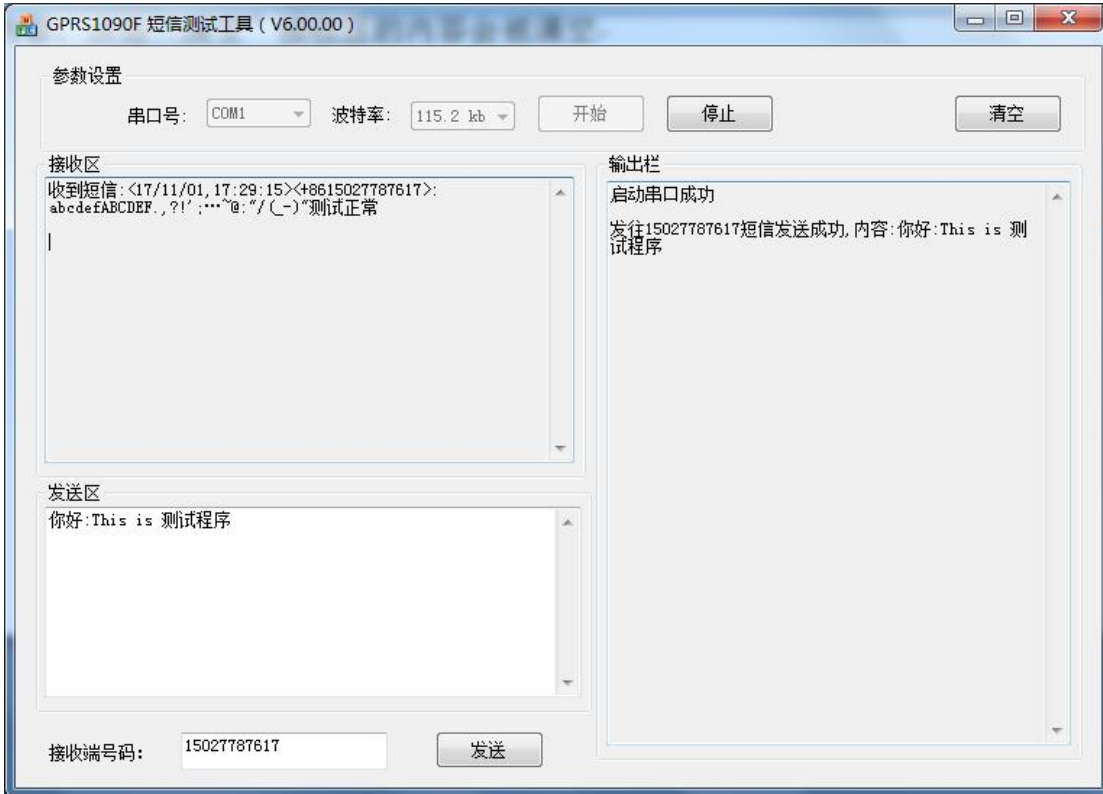 GPRS1090F 短信测试工具（V6.00.00）
参数设置
串口号: COM1 波特率: 115.2 kb 开始 停止 清空
接收区
收到短信:<17/11/01,17:29:15><+8615027787617>:
abcdefABCDEF.,?!';…~@:"/(_-)"测试正常
输出栏
启动串口成功
发往15027787617短信发送成功,内容:你好:This is 测
试程序
发送区
你好:This is 测试程序
接收端号码: 15027787617 发送